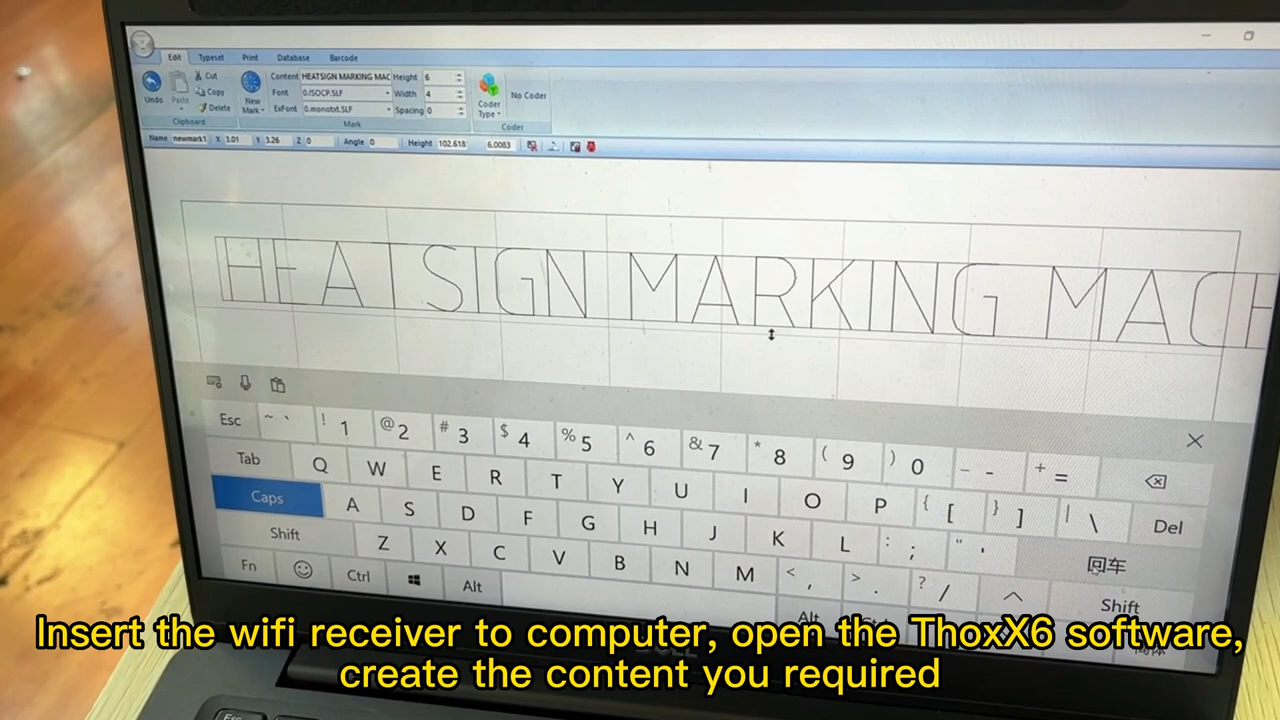 Edit Typeset Print Database Barcode
Cut Content HEATSIGN MARKING MAC Height 6
Undo Paste Copy New Mark Font 0.ISOCP.SLF Width 4 Coder Type No Coder
Delete ExFont 0.monotxt.SLF Spacing 0
Clipboard Mark Coder
Name newmark1 X 3.01 Y 3.26 Z 0 Angle 0 Height 102.618 6.0083
HEATSIGN MARKING MACH
Esc ~ ` ! 1 @ 2 # 3 $ 4 % 5 ^ 6 & 7 * 8 ( 9 ) 0 _ - + =
Tab Q W E R T Y U I O P { [ } ] | \ Del
Caps A S D F G H J K L : ; " ' 回车
Shift Z X C V B N M < , > . ? / Shift
Fn Ctrl Alt Alt Ctrl
Insert the wifi receiver to computer, open the ThoxX6 software,
create the content you required
Esc